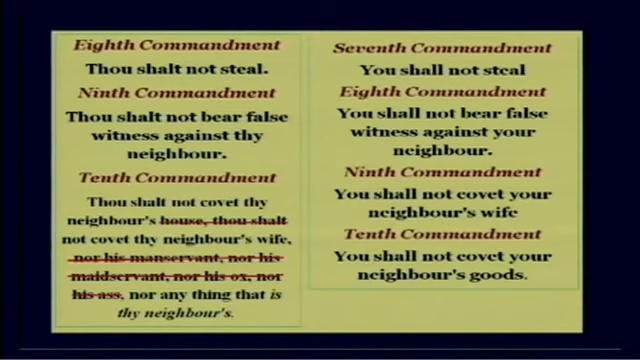 Eighth Commandment
Thou shalt not steal.
Ninth Commandment
Thou shalt not bear false
witness against thy
neighbour.
Tenth Commandment
Thou shalt not covet thy
neighbour's house, thou shalt
not covet thy neighbour's wife,
nor his manservant, nor his
maidservant, nor his ox, nor
his ass, nor any thing that is
thy neighbour's.
Seventh Commandment
You shall not steal
Eighth Commandment
You shall not bear false
witness against your
neighbour.
Ninth Commandment
You shall not covet your
neighbour's wife
Tenth Commandment
You shall not covet your
neighbour's goods.